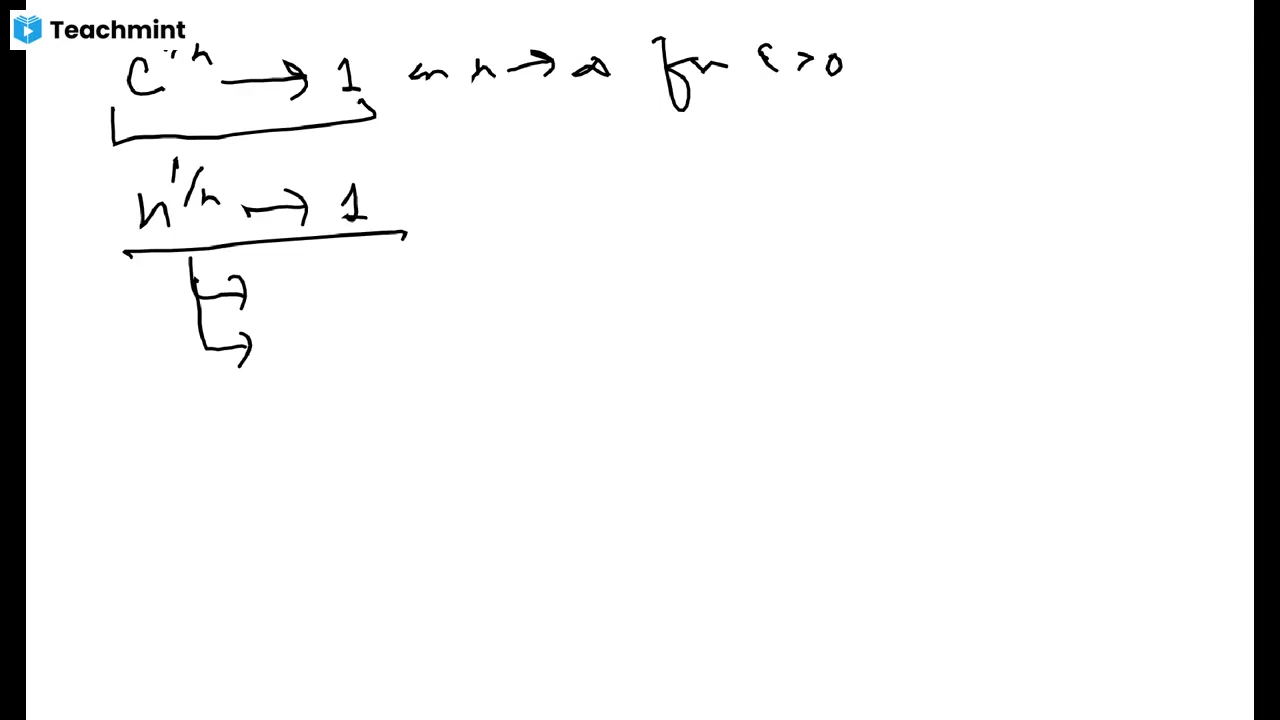 Teachmint
C^{1/n} → 1 as n → ∞ for c > 0
n^{1/n} → 1